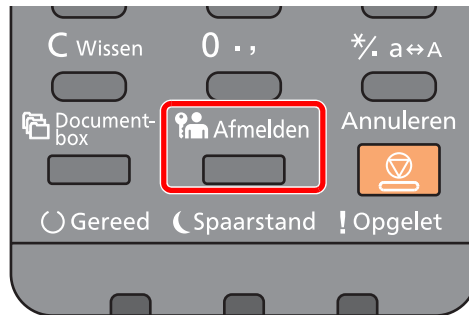 C Wissen 0 ., */. a↔A
Document-
box
Afmelden
Annuleren
Gereed Spaarstand ! Opgelet